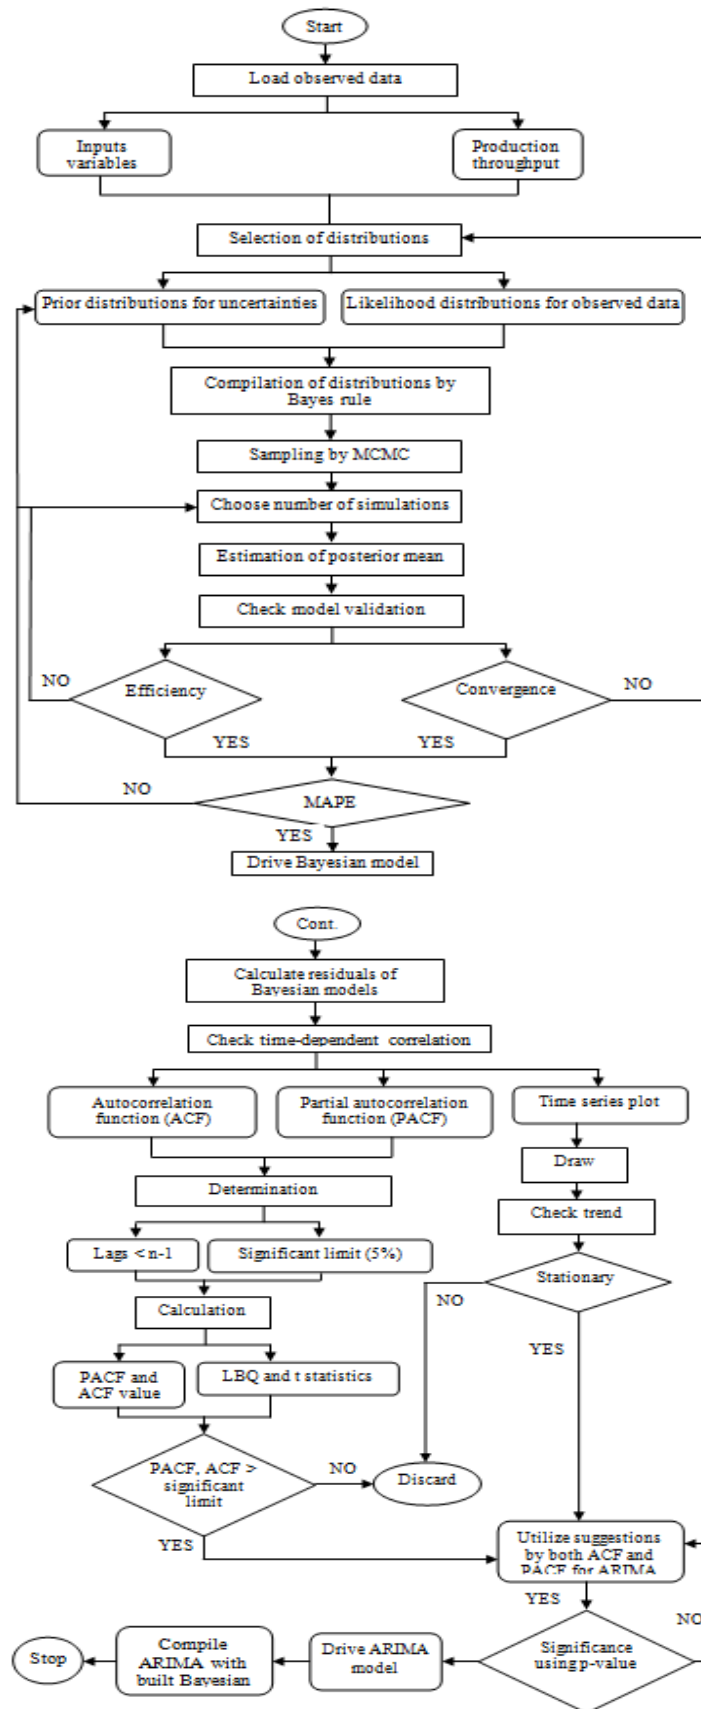 Start
Load observed data
Inputs
variables
Production
throughput
Selection of distributions
Prior distributions for uncertainties
Likelihood distributions for observed data
Compilation of distributions by
Bayes rule
Sampling by MCMC
Choose number of simulations
Estimation of posterior mean
Check model validation
NO
Efficiency
Convergence
NO
YES
YES
NO
MAPE
YES
Drive Bayesian model
Cont.
Calculate residuals of
Bayesian models
Check time-dependent correlation
Autocorrelation
function (ACF)
Partial autocorrelation
function (PACF)
Time series plot
Draw
Determination
Check trend
Lags < n-1
Significant limit (5%)
Stationary
NO
Calculation
YES
PACF and
ACF value
LBQ and t statistics
PACF, ACF >
significant
limit
NO
Discard
YES
Utilize suggestions
by both ACF and
PACF for ARIMA
YES
NO
Stop
Compile
ARIMA with
built Bayesian
Drive ARIMA
model
Significance
using p-value